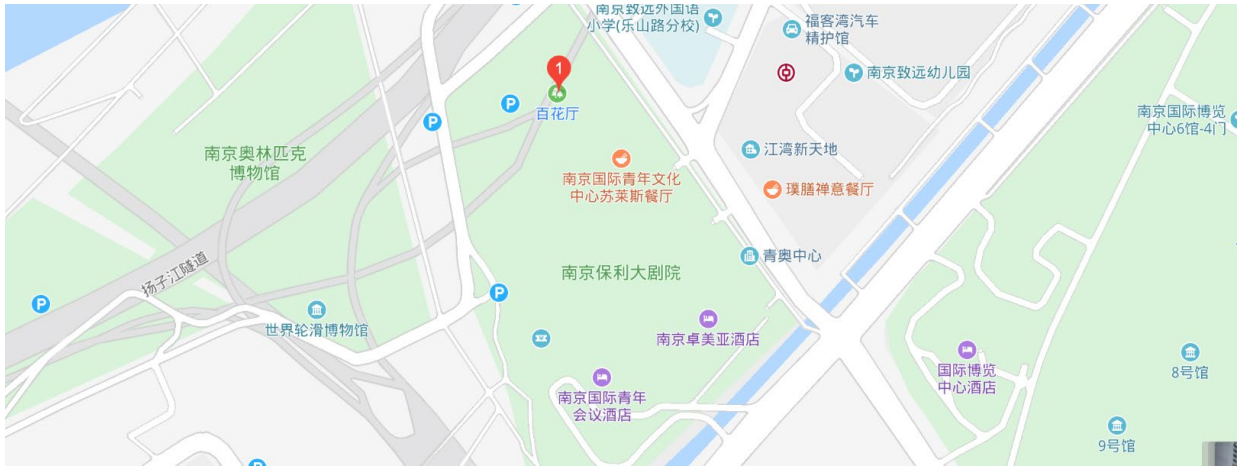 南京致远外国语
小学(乐山路分校)
福客湾汽车
精护馆
1
P
百花厅
南京致远幼儿园
P
南京国际博览
中心6馆-4门
南京奥林匹克
博物馆
江湾新天地
南京国际青年文化
中心苏莱斯餐厅
璞膳禅意餐厅
扬子江隧道
南京保利大剧院
青奥中心
P
P
世界轮滑博物馆
南京卓美亚酒店
国际博览
中心酒店
8号馆
南京国际青年
会议酒店
9号馆
P